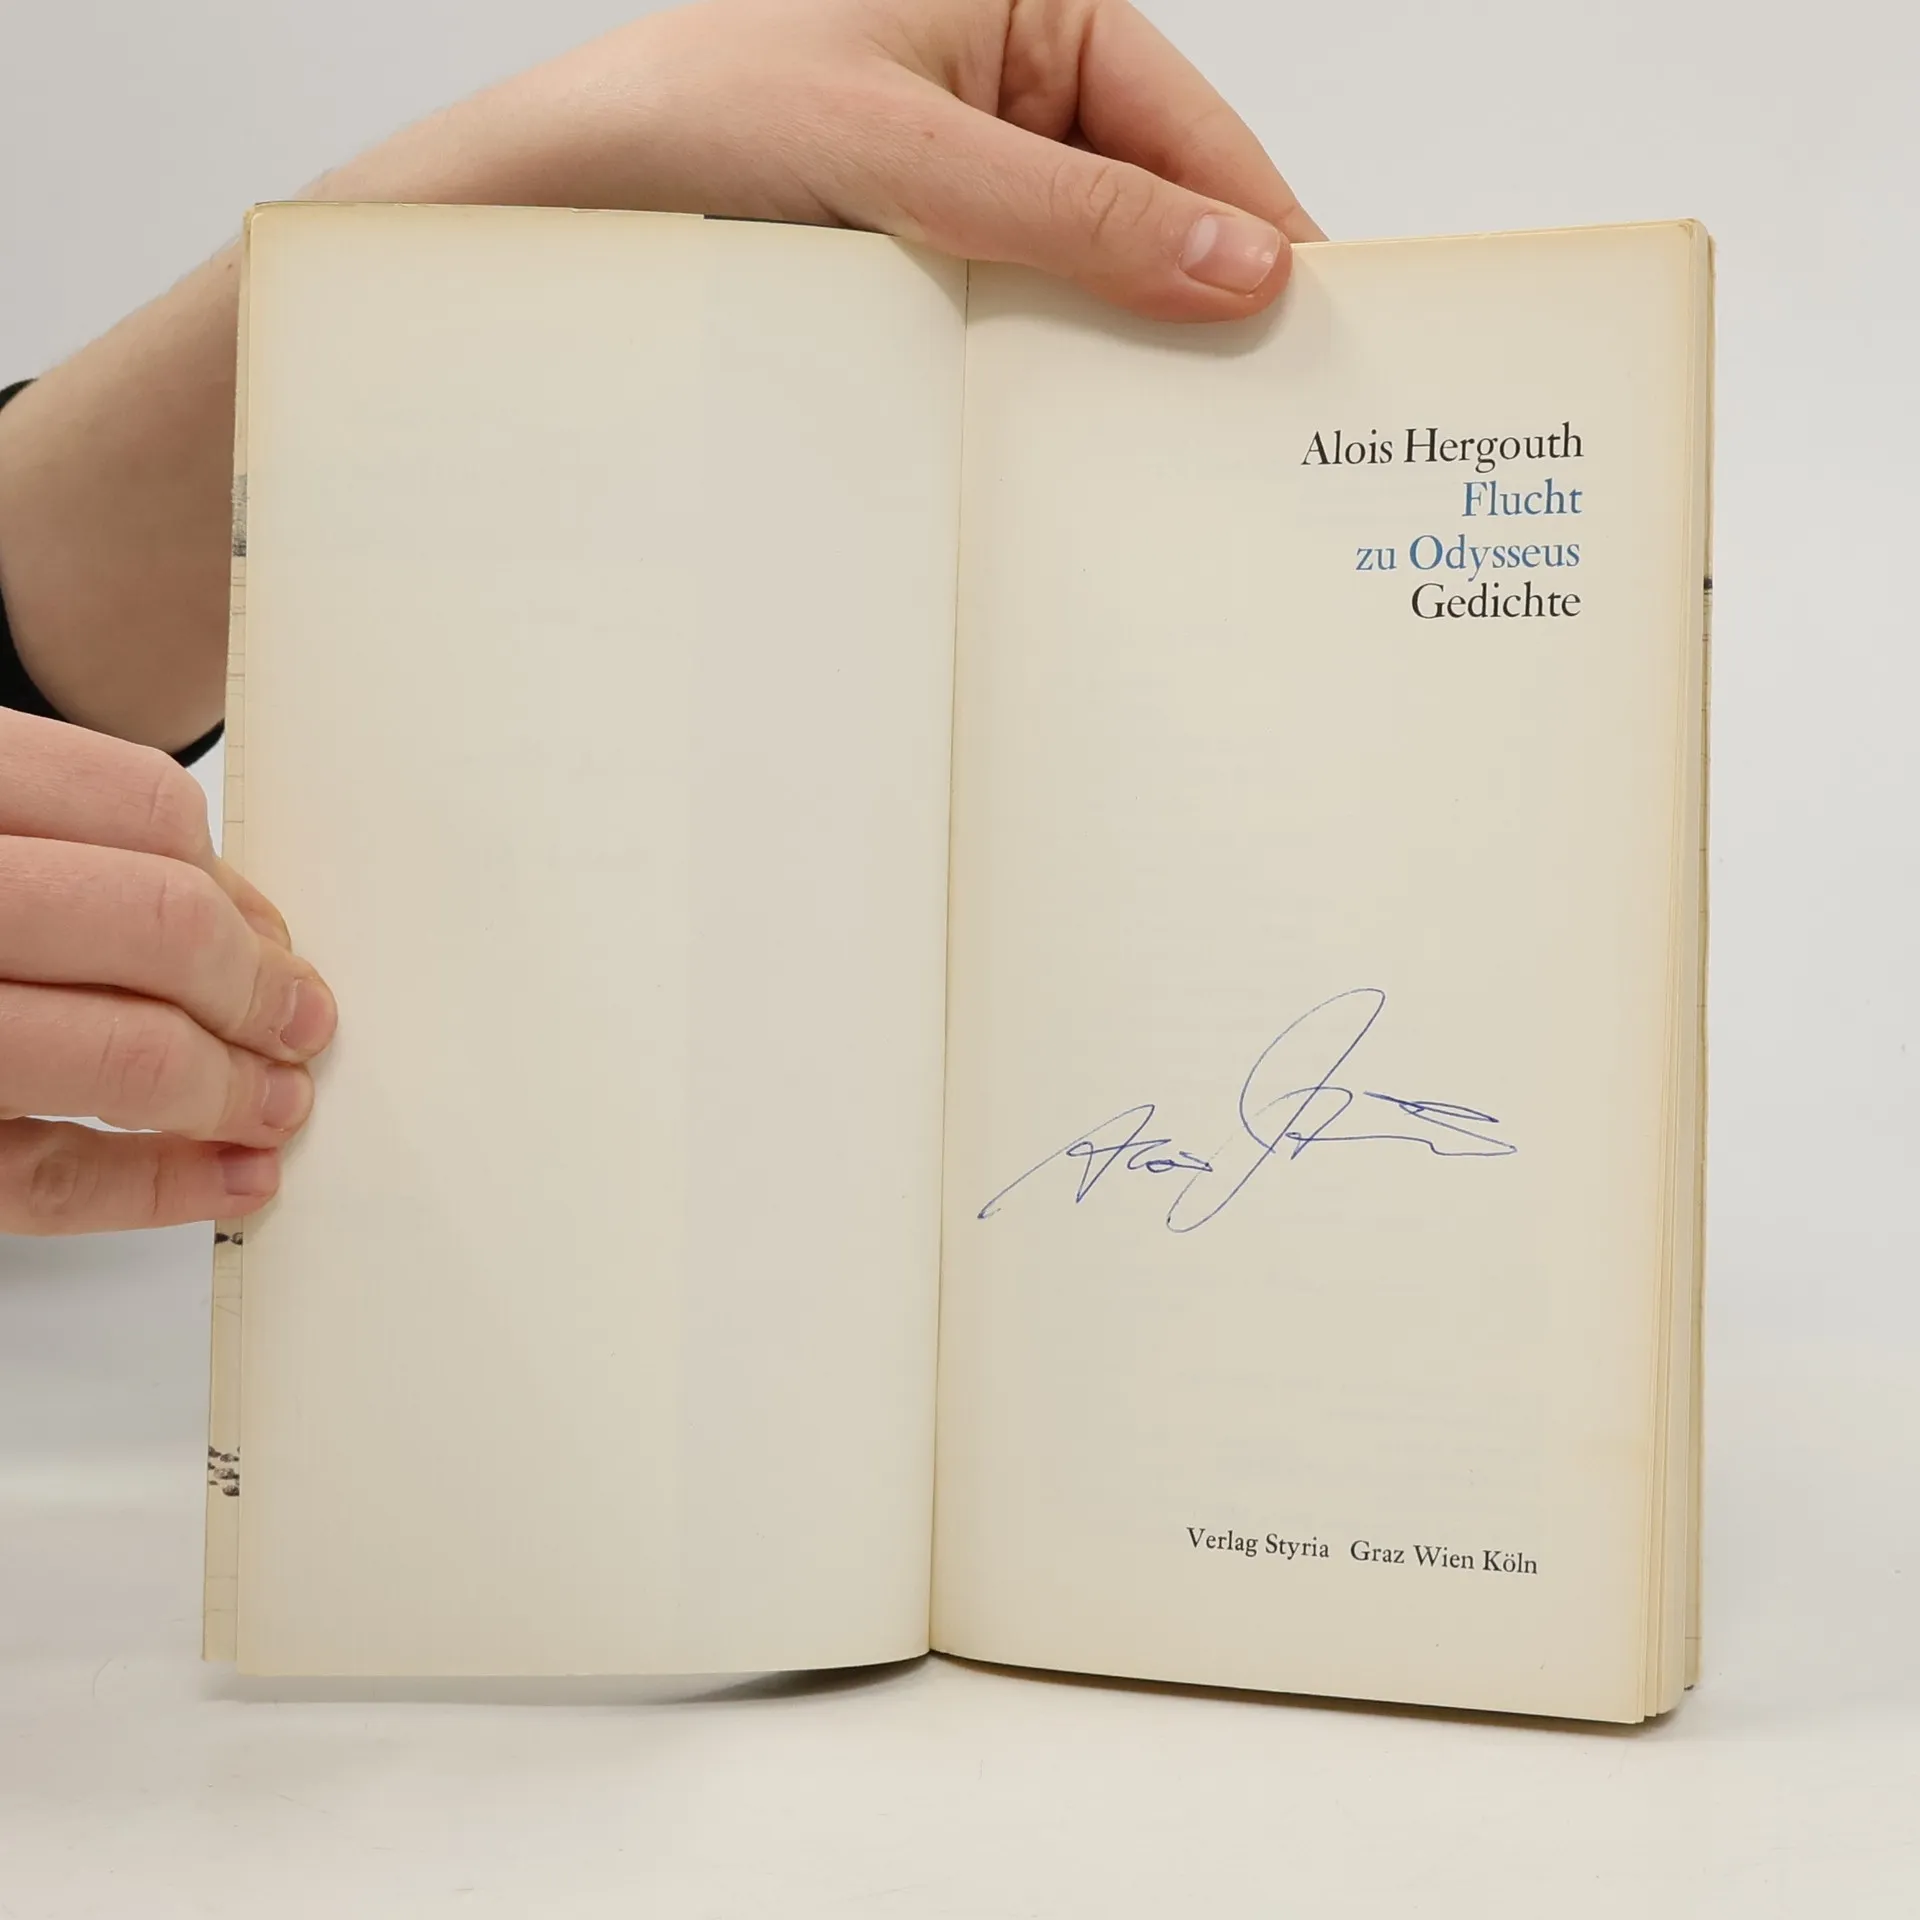 Alois Hergouth
Flucht
zu Odysseus
Gedichte
Verlag Styria Graz Wien Köln